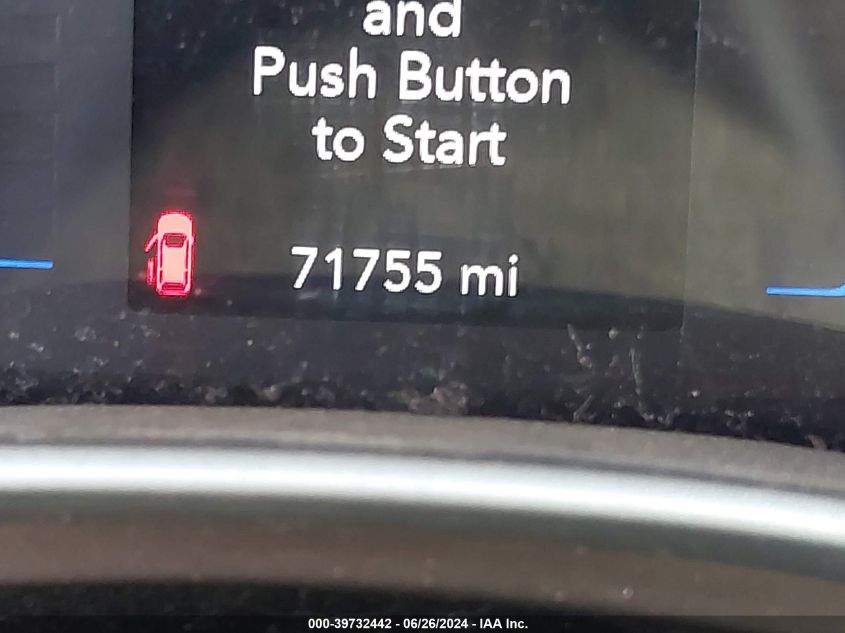 and
Push Button
to Start
71755 mi
000-39732442 - 06/26/2024 - IAA Inc.